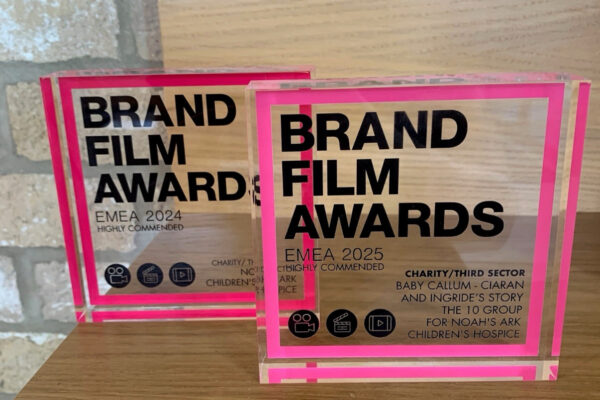 BRAND
FILM
AWARDS
EMEA 2024
HIGHLY COMMENDED
CHARITY/
CHILDREN'S
BRAND
FILM
AWARDS
EMEA 2025
HIGHLY COMMENDED
CHARITY/THIRD SECTOR
BABY CALLUM - CIARAN
AND INGRIDE'S STORY
THE 10 GROUP
FOR NOAH'S ARK
CHILDREN'S HOSPICE